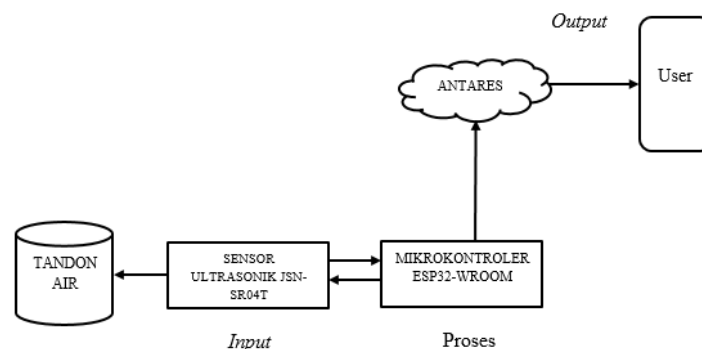 Output
User
ANTARES
TANDON
AIR
SENSOR
ULTRASONIK JSN-
SR04T
MIKROKONTROLER
ESP32-WROOM
Input
Proses